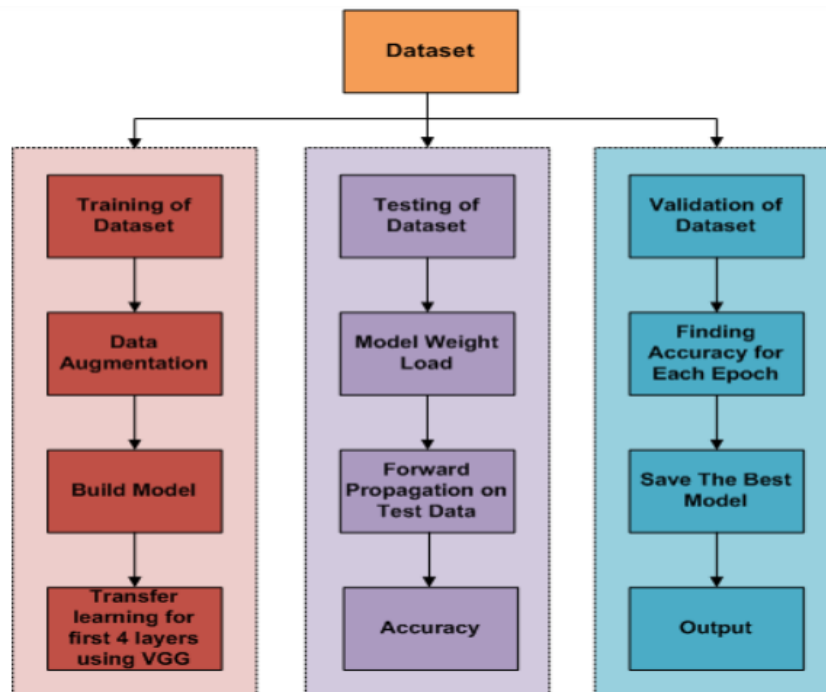 Dataset
Training of
Dataset
Data
Augmentation
Build Model
Transfer
learning for
first 4 layers
using VGG
Testing of
Dataset
Model Weight
Load
Forward
Propagation on
Test Data
Accuracy
Validation of
Dataset
Finding
Accuracy for
Each Epoch
Save The Best
Model
Output